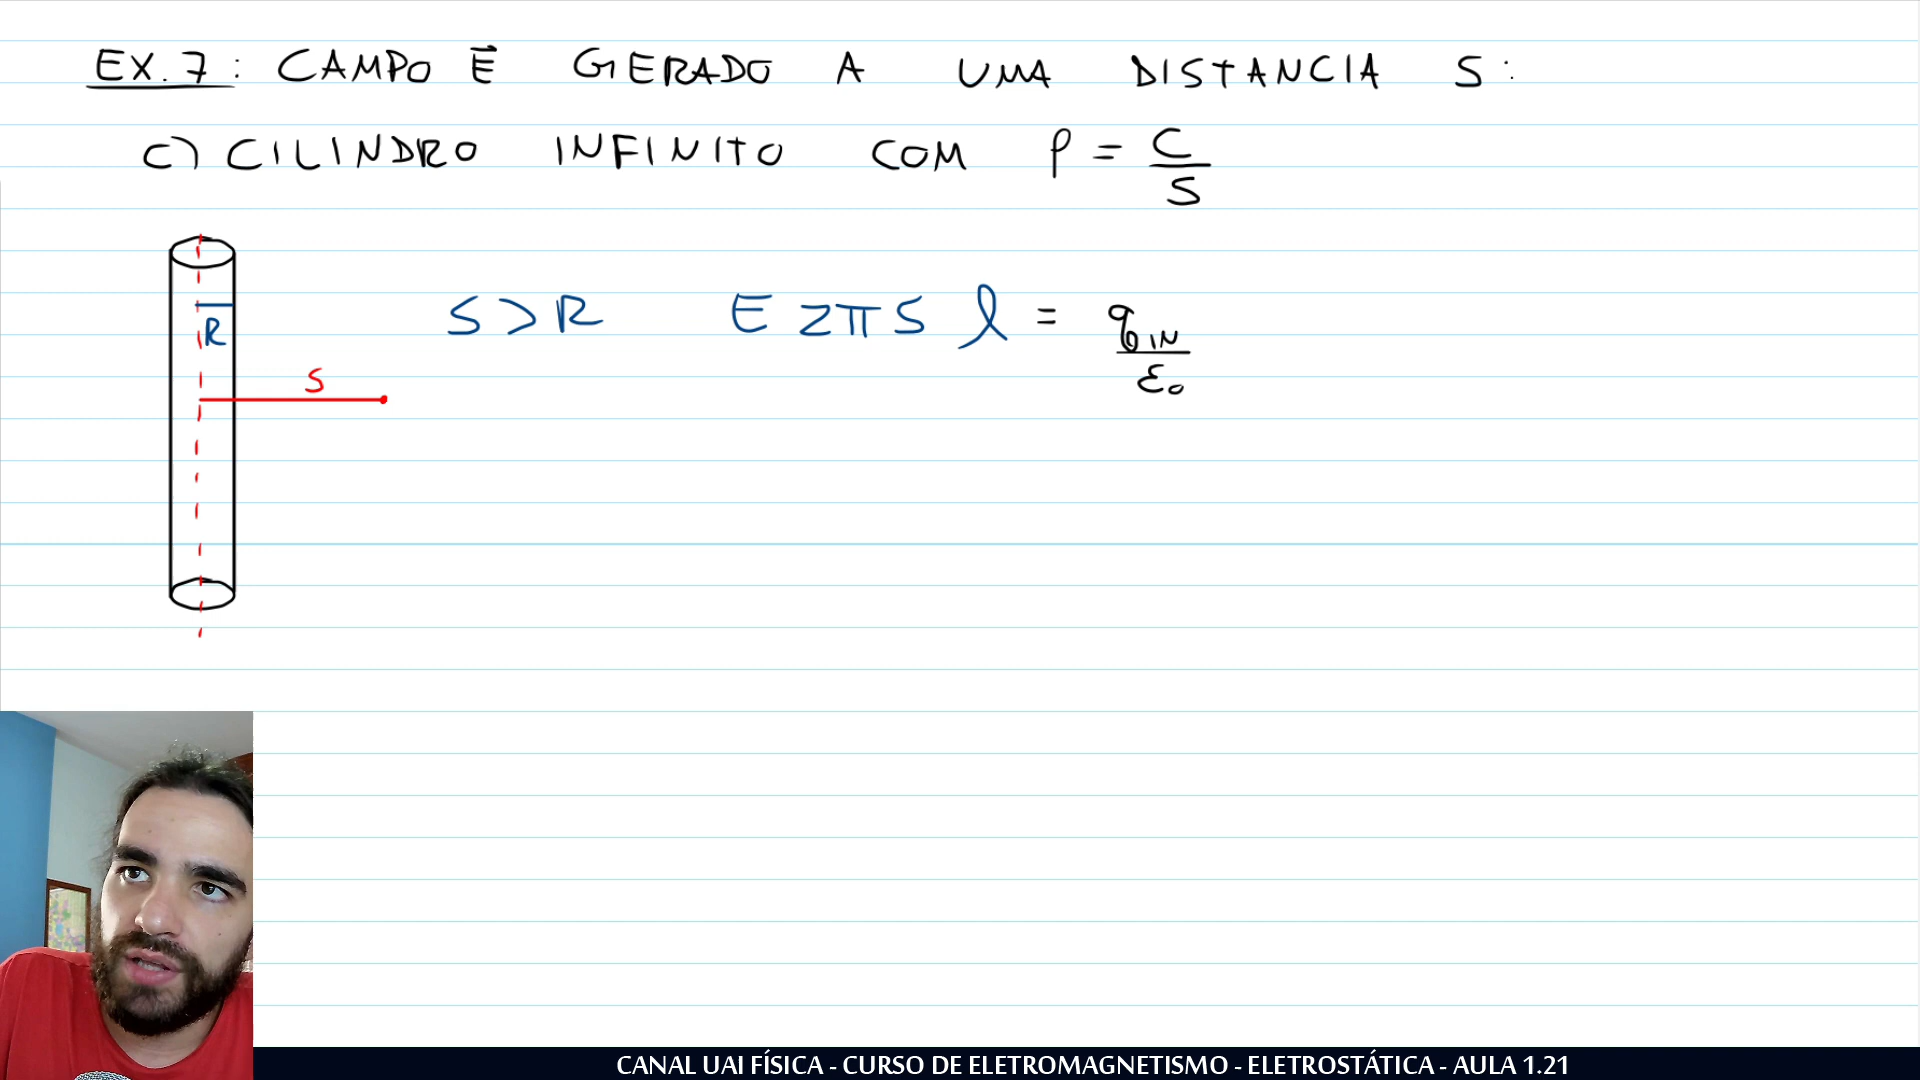 EX.7: CAMPO E⃗ GERADO A UMA DISTANCIA S:
C) CILINDRO INFINITO COM ρ = C/S
R
S
S > R E 2π S l = qIN/ε0
CANAL UAI FÍSICA - CURSO DE ELETROMAGNETISMO - ELETROSTÁTICA - AULA 1.21